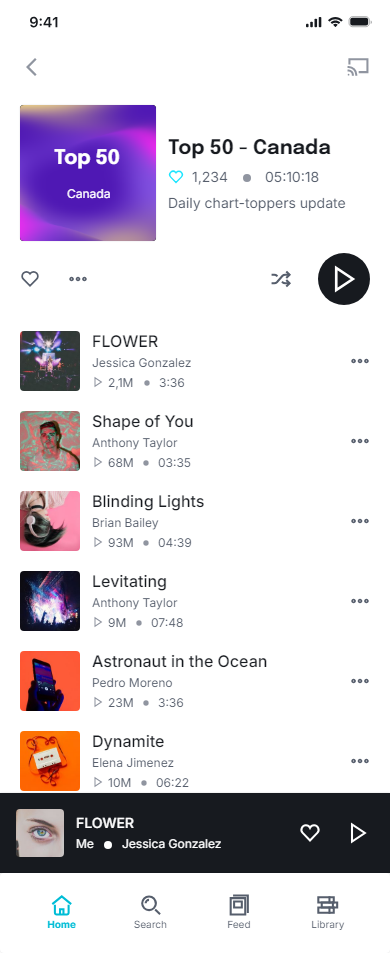 9:41
Top 50
Canada
Top 50 - Canada
1,234 05:10:18
Daily chart-toppers update
FLOWER
Jessica Gonzalez
2,1M 3:36
Shape of You
Anthony Taylor
68M 03:35
Blinding Lights
Brian Bailey
93M 04:39
Levitating
Anthony Taylor
9M 07:48
Astronaut in the Ocean
Pedro Moreno
23M 3:36
Dynamite
Elena Jimenez
10M 06:22
FLOWER
Me Jessica Gonzalez
Home Search Feed Library